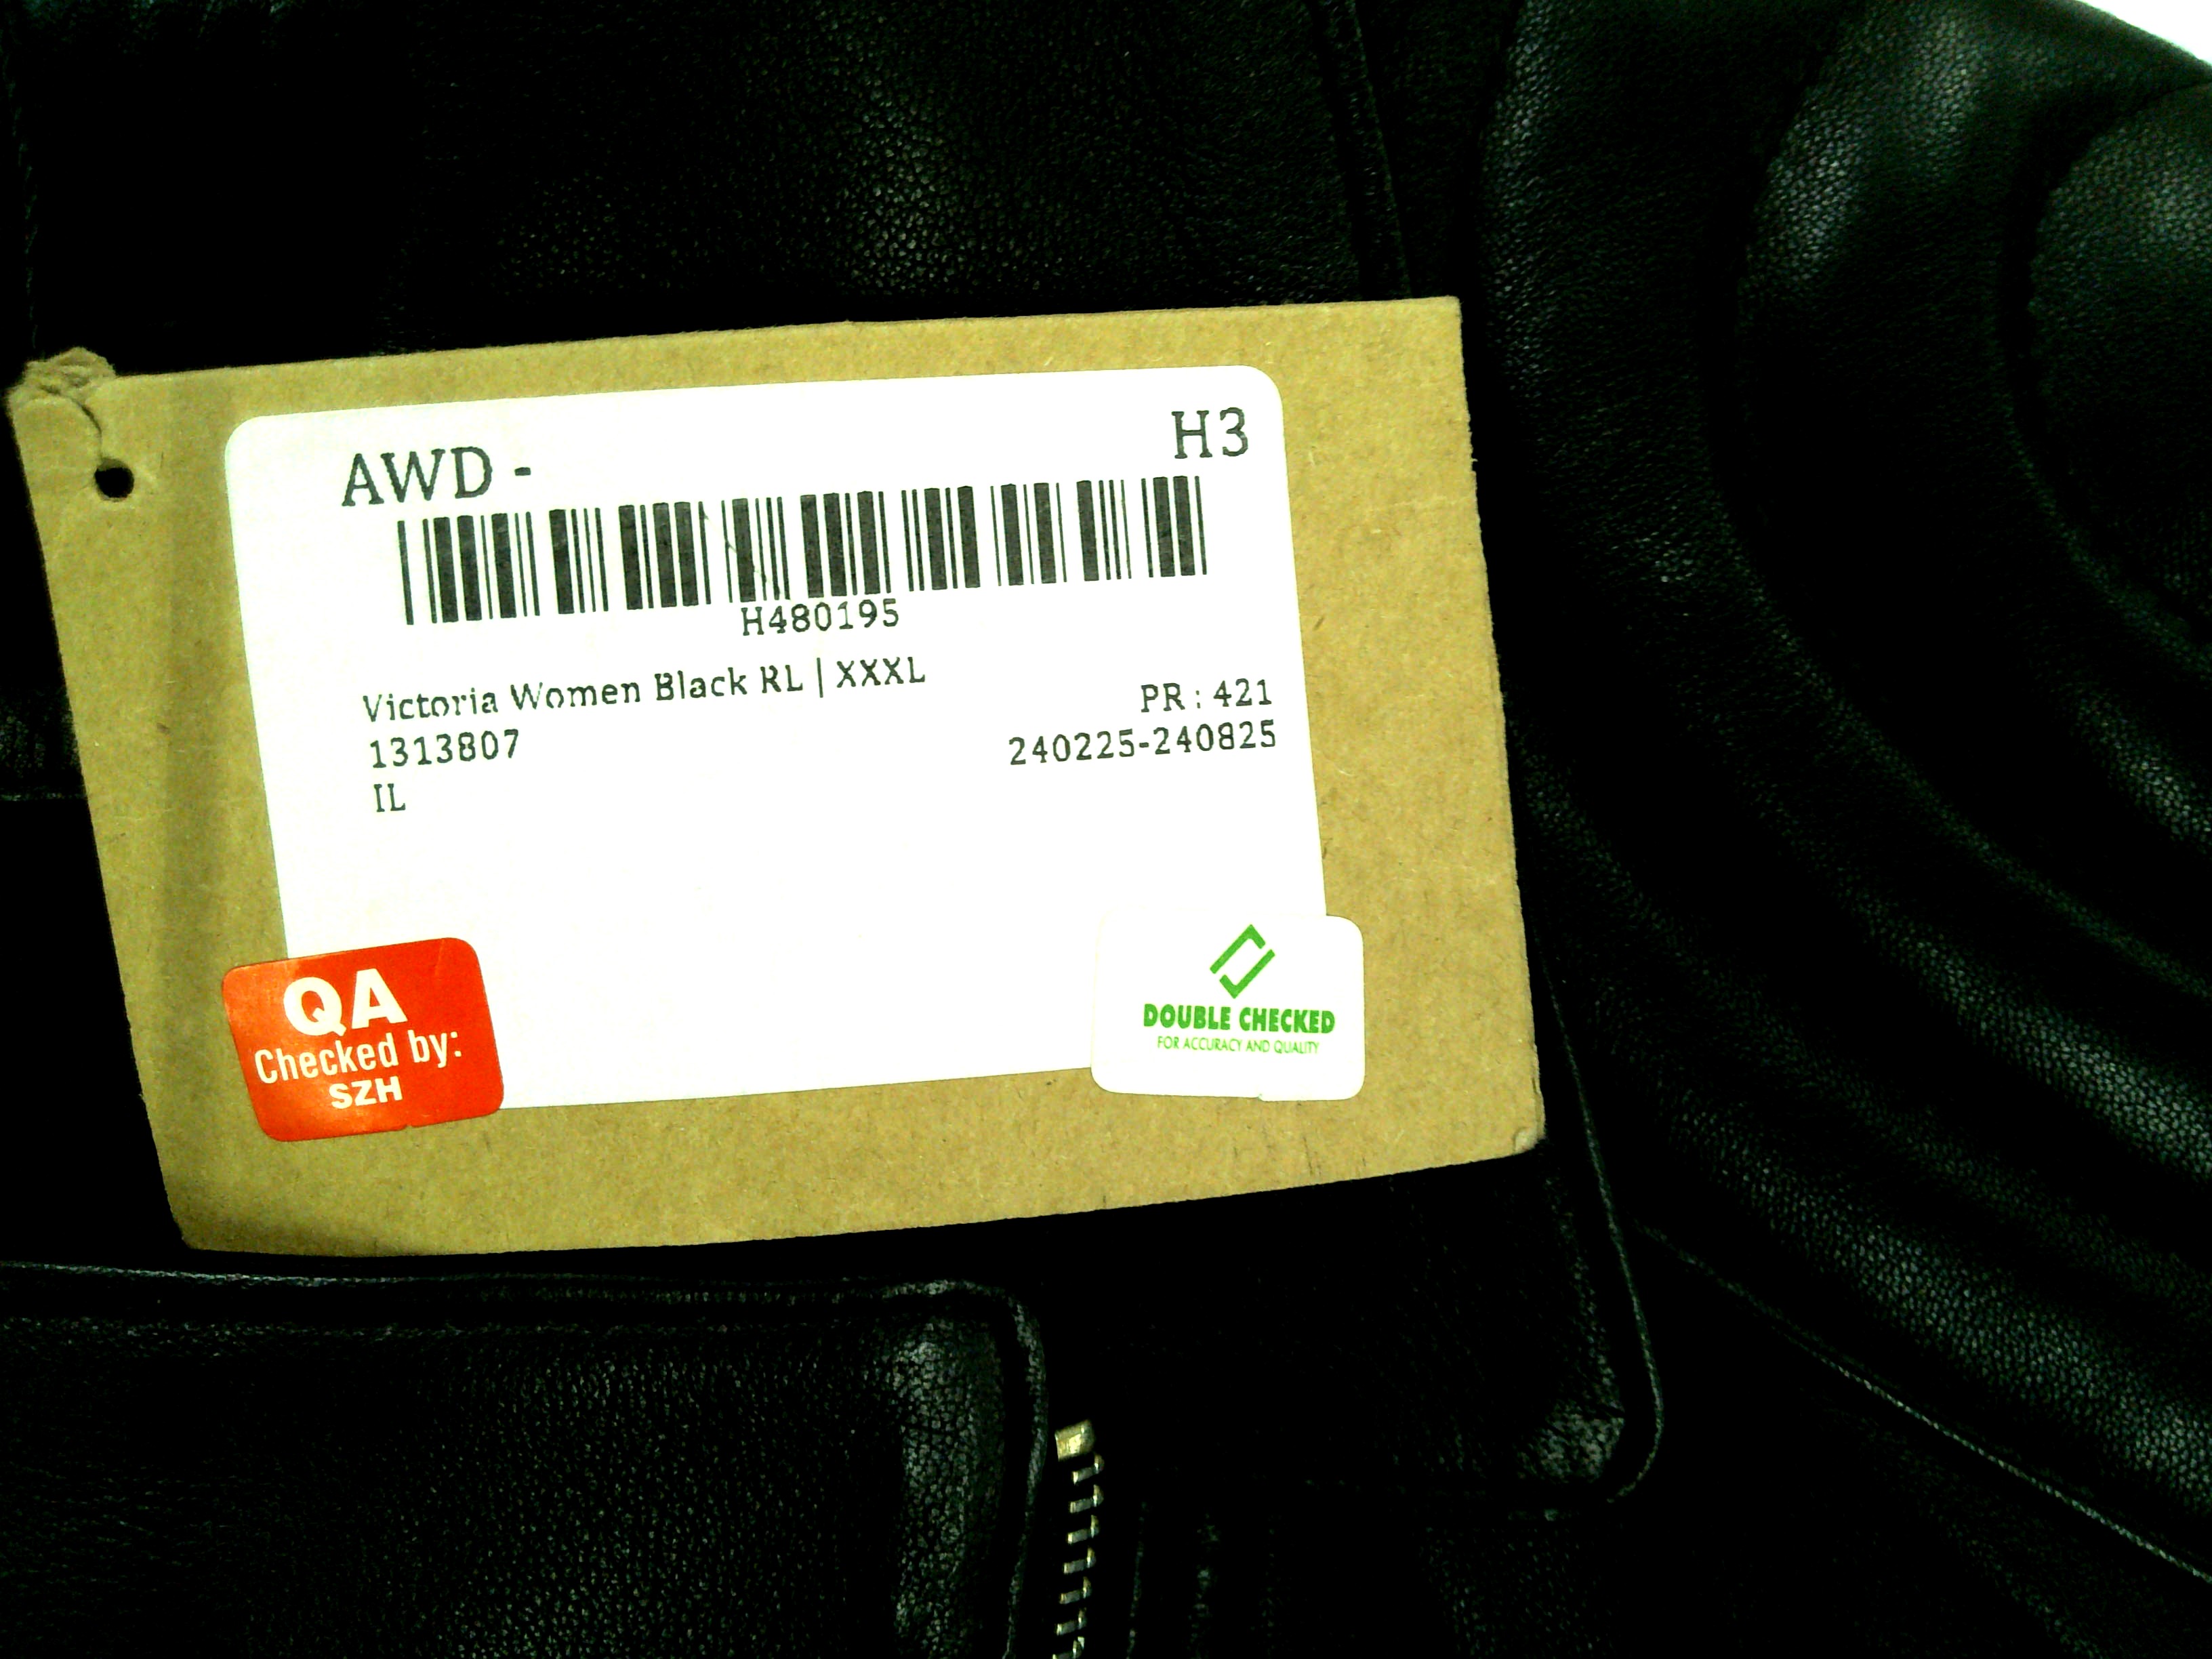 AWD - H3
H480195
Victoria Women Black RL | XXXL
PR : 421
1313807
240225-240825
IL
QA
Checked by:
SZH
DOUBLE CHECKED
FOR ACCURACY AND QUALITY